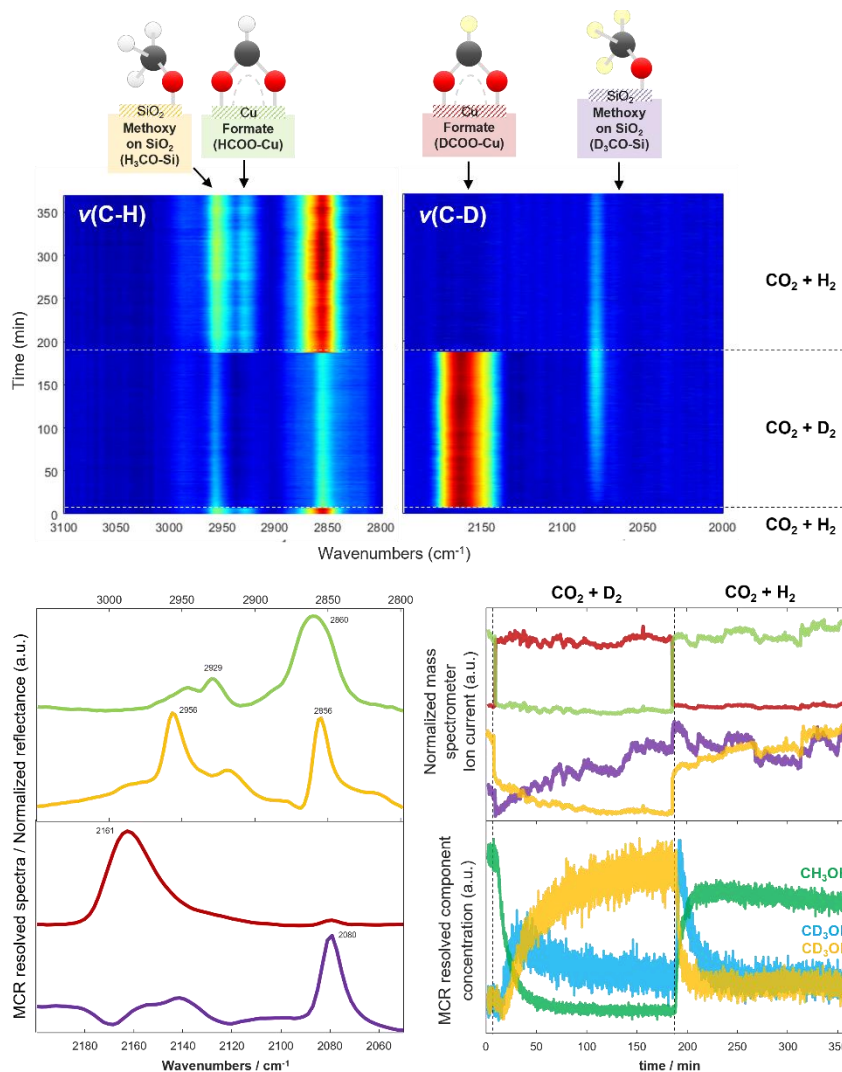 SiO2
Methoxy
on SiO2
(H3CO-Si)
Cu
Formate
(HCOO-Cu)
Cu
Formate
(DCOO-Cu)
SiO2
Methoxy
on SiO2
(D3CO-Si)
ν(C-H)
ν(C-D)
Time (min)
350
300
250
200
150
100
50
0
3100
3050
3000
2950
2900
2850
2800
2150
2100
2050
2000
Wavenumbers (cm-1)
CO2 + H2
CO2 + D2
CO2 + H2
MCR resolved spectra / Normalized reflectance (a.u.)
3000
2950
2900
2850
2800
2860
2929
2956
2856
2161
2080
2180
2160
2140
2120
2100
2080
2060
Wavenumbers / cm-1
CO2 + D2
CO2 + H2
Normalized mass
spectrometer
Ion current (a.u.)
MCR resolved component
concentration (a.u.)
CH3O
CD3O
CD3O
0
50
100
150
200
250
300
time / min